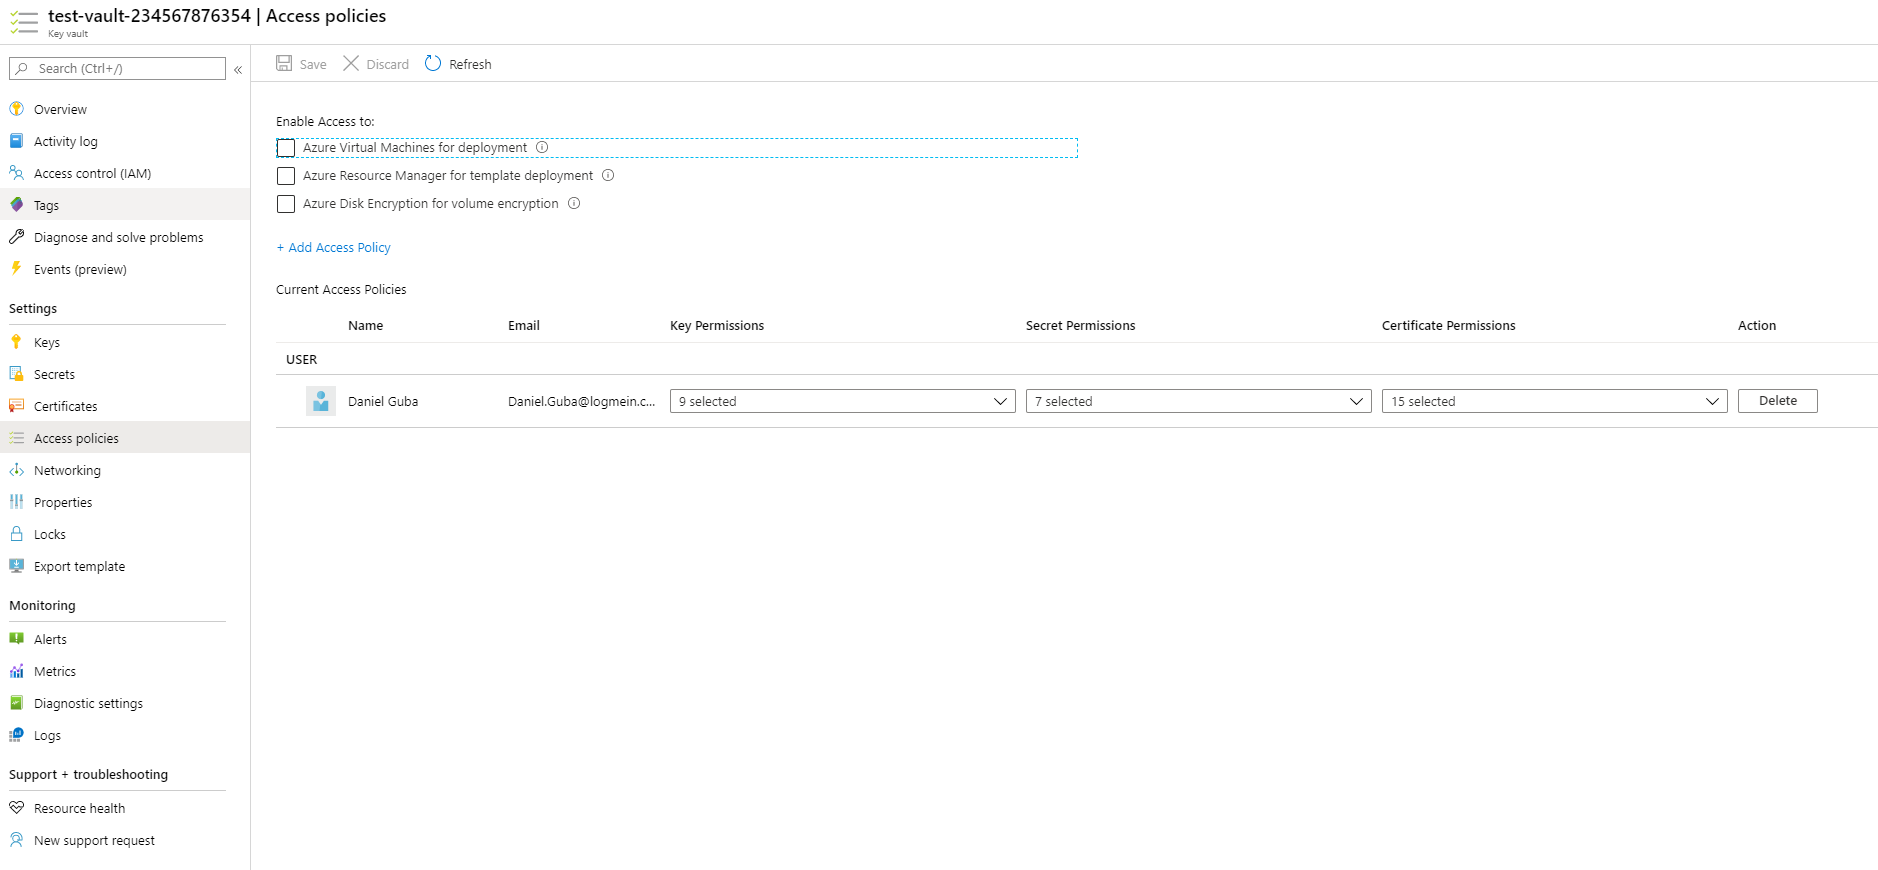 test-vault-234567876354 | Access policies
Key vault
Search (Ctrl+/)
«
Save
Discard
Refresh
Overview
Activity log
Access control (IAM)
Tags
Diagnose and solve problems
Events (preview)
Settings
Keys
Secrets
Certificates
Access policies
Networking
Properties
Locks
Export template
Monitoring
Alerts
Metrics
Diagnostic settings
Logs
Support + troubleshooting
Resource health
New support request
Enable Access to:
Azure Virtual Machines for deployment
Azure Resource Manager for template deployment
Azure Disk Encryption for volume encryption
+ Add Access Policy
Current Access Policies
Name Email Key Permissions Secret Permissions Certificate Permissions Action
USER
Daniel Guba Daniel.Guba@logmein.c... 9 selected 7 selected 15 selected Delete